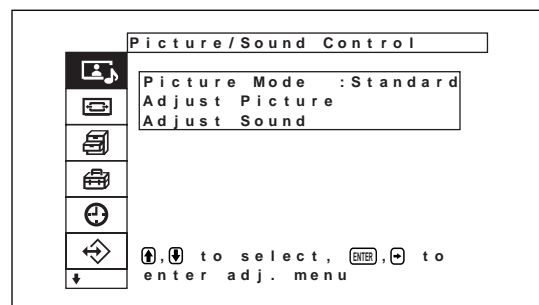 Picture/Sound Control
Picture Mode :Standard
Adjust Picture
Adjust Sound
↑,↓ to select, ENTER,→ to
enter adj. menu